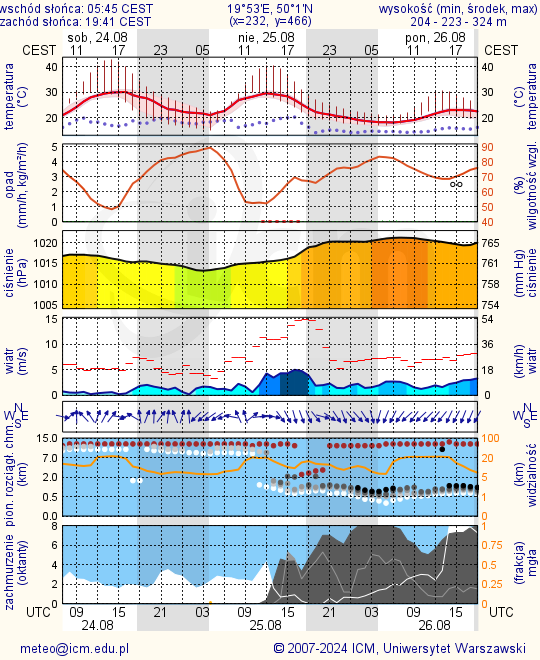 wschód słońca: 05:45 CEST 19°53'E, 50°1'N wysokość (min, środek, max)
zachód słońca: 19:41 CEST (x=232, y=466) 204 - 223 - 324 m
sob, 24.08 nie, 25.08 pon, 26.08
CEST 11 17 23 05 11 17 23 05 11 17 CEST
temperatura (°C)
40 30 20
40 30 20
(°C) temperatura
opad (mm/h, kg/m²/h)
5 4 3 2 1 0
90 80 70 60 50 40
(%) wilgotność wzgl.
ciśnienie (hPa)
1020 1015 1010 1005
765 761 758 754
(mm Hg) ciśnienie
wiatr (m/s)
15 10 5 0
54 36 18 0
(km/h) wiatr
N W E S
N W E S
pion. rozciągł. chm. (km)
15.0 7.0 2.0 0.5 0.0
100 20 5 1 0
(km) widzialność
zachmurzenie (oktanty)
8 6 4 2 0
1 0.75 0.5 0.25 0
(frakcja) mgła
UTC 09 15 21 03 09 15 21 03 09 15 UTC
24.08 25.08 26.08
meteo@icm.edu.pl © 2007-2024 ICM, Uniwersytet Warszawski